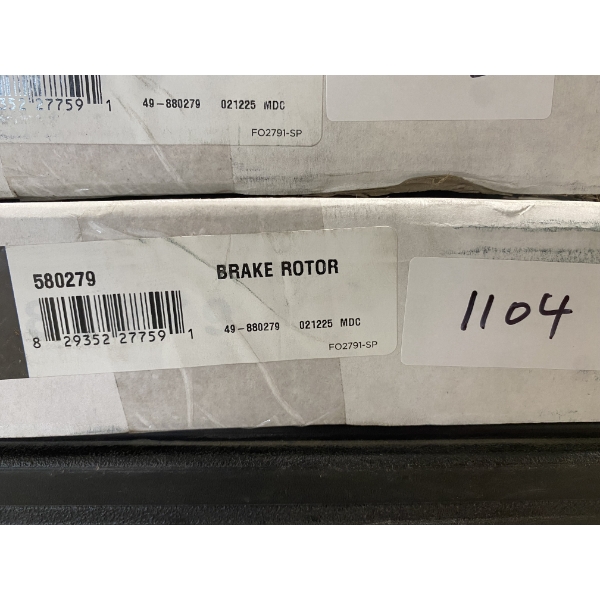 352 27759 1
49-880279 021225 MDC
FO2791-SP
580279 BRAKE ROTOR
8 29352 27759 1
49-880279 021225 MDC
FO2791-SP
1104